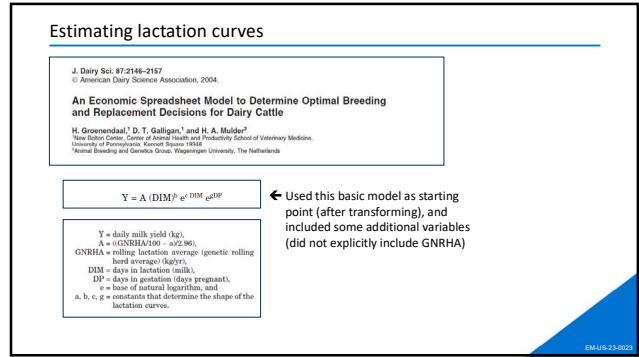 Estimating lactation curves
J. Dairy Sci. 87:2146–2157
© American Dairy Science Association, 2004.
An Economic Spreadsheet Model to Determine Optimal Breeding
and Replacement Decisions for Dairy Cattle
H. Groenendaal,¹ D. T. Galligan,¹ and H. A. Mulder²
¹New Bolton Center, Center of Animal Health and Productivity School of Veterinary Medicine,
University of Pennsylvania, Kennett Square 19348
²Animal Breeding and Genetics Group, Wageningen University, The Netherlands
Y = A (DIM)ᵇ eᶜ ᴰᴵᴹ eᵍᴰᴾ
← Used this basic model as starting
point (after transforming), and
included some additional variables
(did not explicitly include GNRHA)
Y = daily milk yield (kg),
A = ((GNRHA/100 − a)/2.96),
GNRHA = rolling lactation average (genetic rolling
herd average) (kg/yr),
DIM = days in lactation (milk),
DP = days in gestation (days pregnant),
e = base of natural logarithm, and
a, b, c, g = constants that determine the shape of the
lactation curves.
EM-US-23-0023